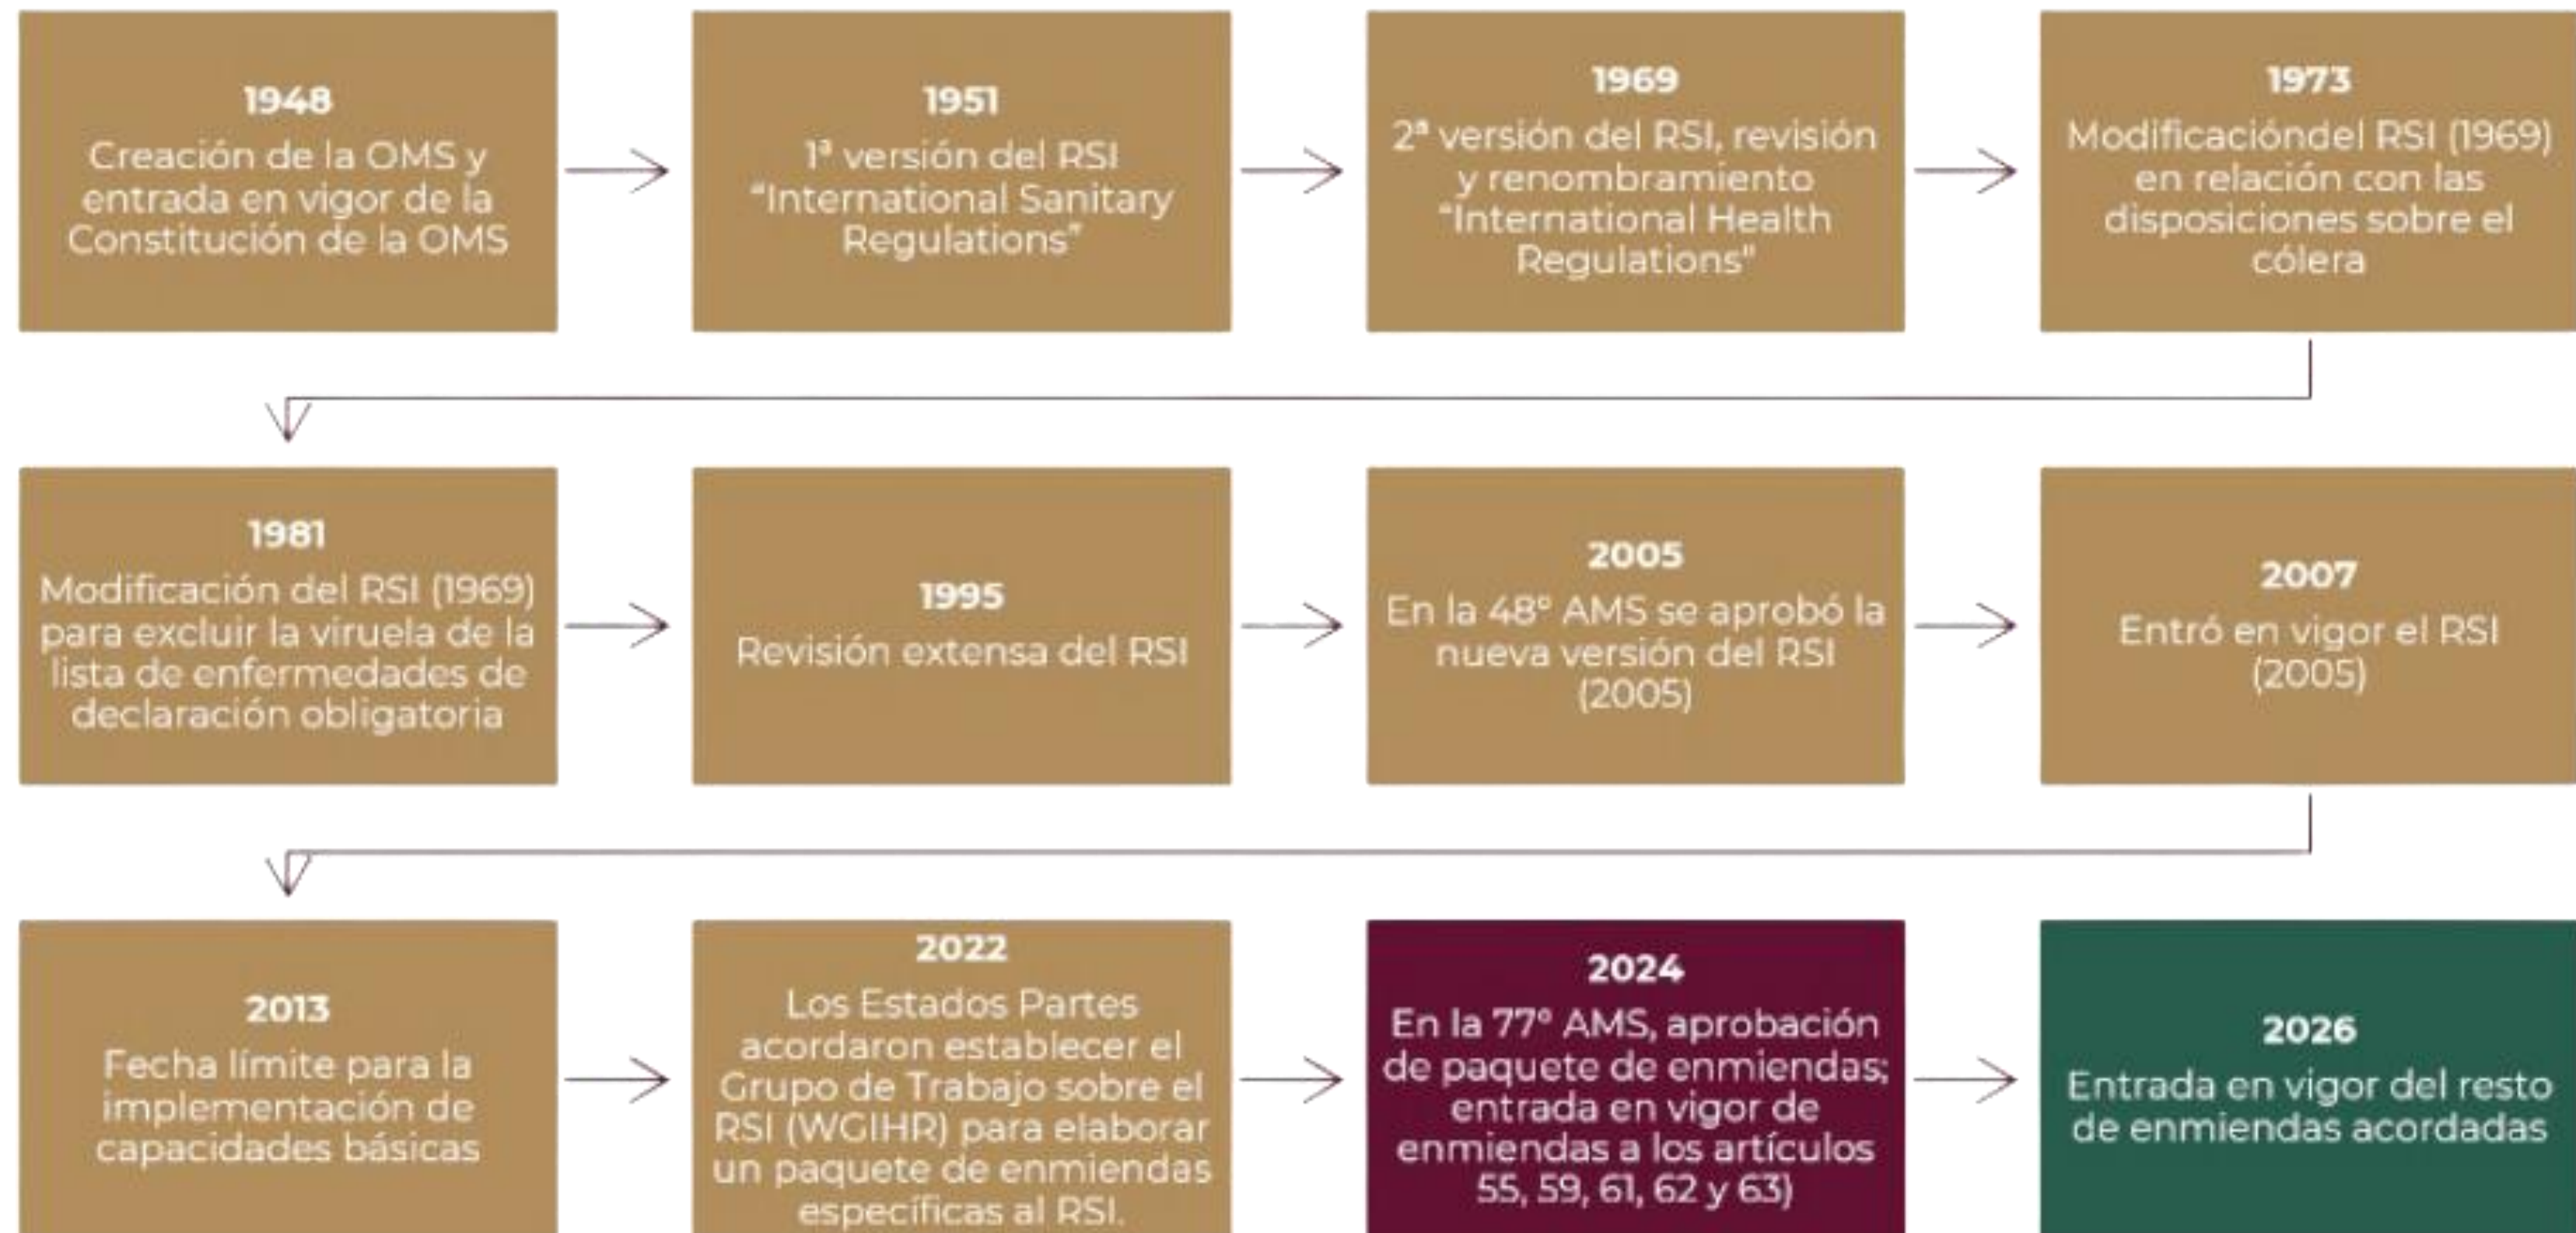 1948
Creación de la OMS y
entrada en vigor de la
Constitución de la OMS
1951
1ª versión del RSI
“International Sanitary
Regulations”
1969
2ª versión del RSI, revisión
y renombramiento
“International Health
Regulations"
1973
Modificacióndel RSI (1969)
en relación con las
disposiciones sobre el
cólera
1981
Modificación del RSI (1969)
para excluir la viruela de la
lista de enfermedades de
declaración obligatoria
1995
Revisión extensa del RSI
2005
En la 48º AMS se aprobó la
nueva versión del RSI
(2005)
2007
Entró en vigor el RSI
(2005)
2013
Fecha límite para la
implementación de
capacidades básicas
2022
Los Estados Partes
acordaron establecer el
Grupo de Trabajo sobre el
RSI (WGIHR) para elaborar
un paquete de enmiendas
específicas al RSI.
2024
En la 77º AMS, aprobación
de paquete de enmiendas;
entrada en vigor de
enmiendas a los artículos
55, 59, 61, 62 y 63)
2026
Entrada en vigor del resto
de enmiendas acordadas